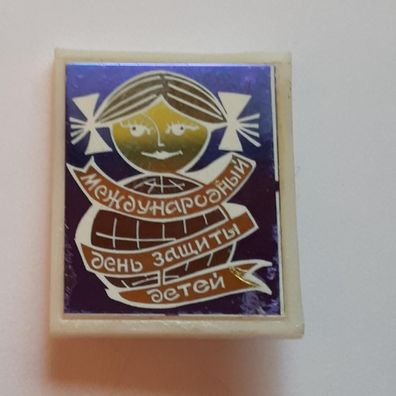 международный
день защиты
детей